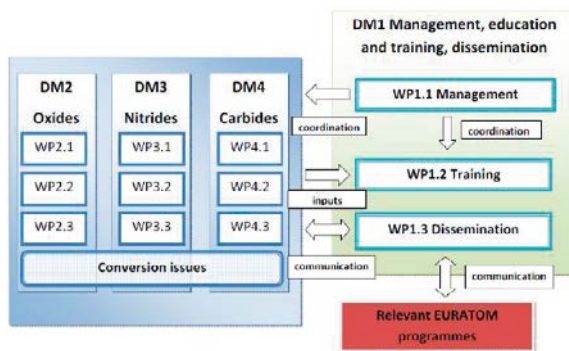 DM1 Management, education
and training, dissemination
DM2
Oxides
WP2.1
WP2.2
WP2.3
DM3
Nitrides
WP3.1
WP3.2
WP3.3
DM4
Carbides
WP4.1
WP4.2
WP4.3
Conversion issues
WP1.1 Management
coordination
coordination
WP1.2 Training
inputs
WP1.3 Dissemination
communication
communication
Relevant EURATOM
programmes